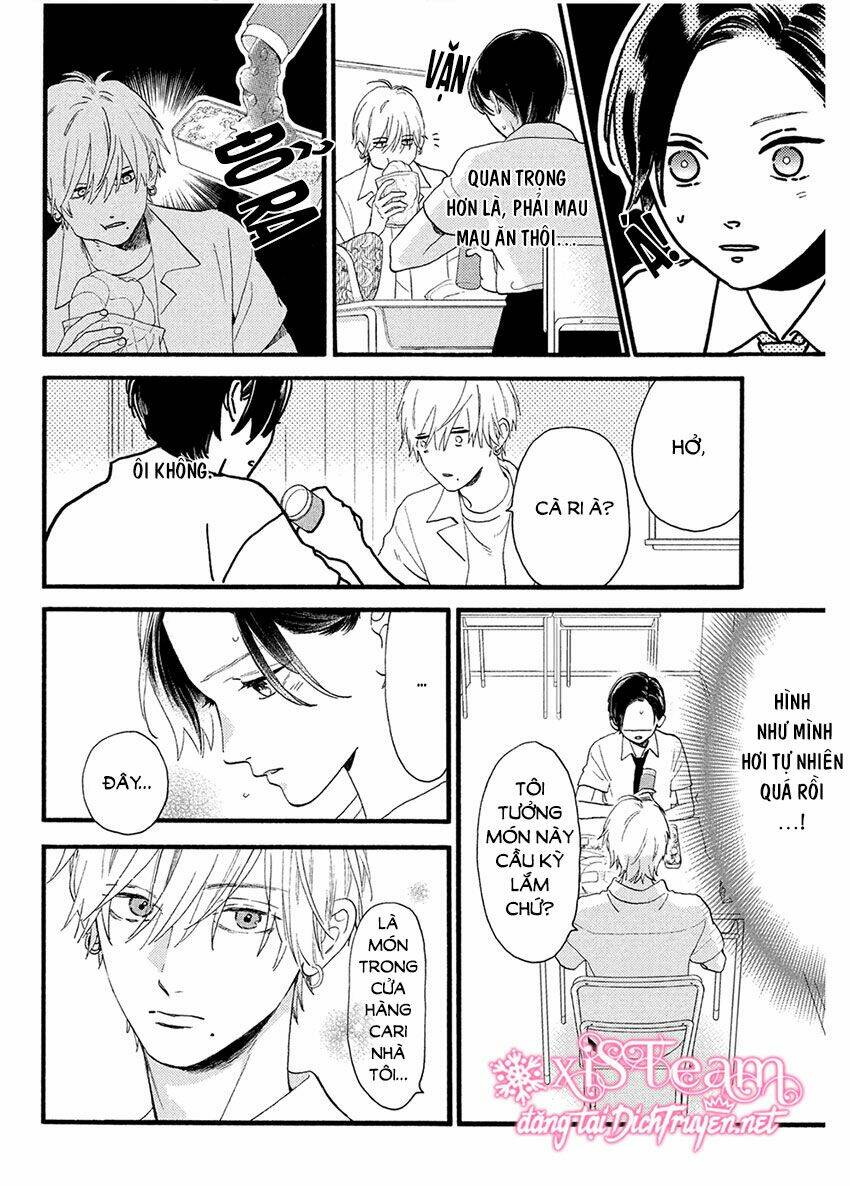 Á!
VẶN
QUAN TRỌNG
HƠN LÀ, PHẢI MAU
MAU ĂN THÔI...
ĐỔ RA
HỞ,
CÀ RI À?
ÔI KHÔNG.
HÌNH
NHƯ MÌNH
HƠI TỰ NHIÊN
QUÁ RỒI
...!
TÔI
TƯỞNG
MÓN NÀY
CẦU KỲ
LẮM
CHỨ?
...
ĐÂY...
LÀ
MÓN
TRONG
CỬA
HÀNG
CARI
NHÀ
TÔI...
xisTeam
đăng tại DichTruyen.net